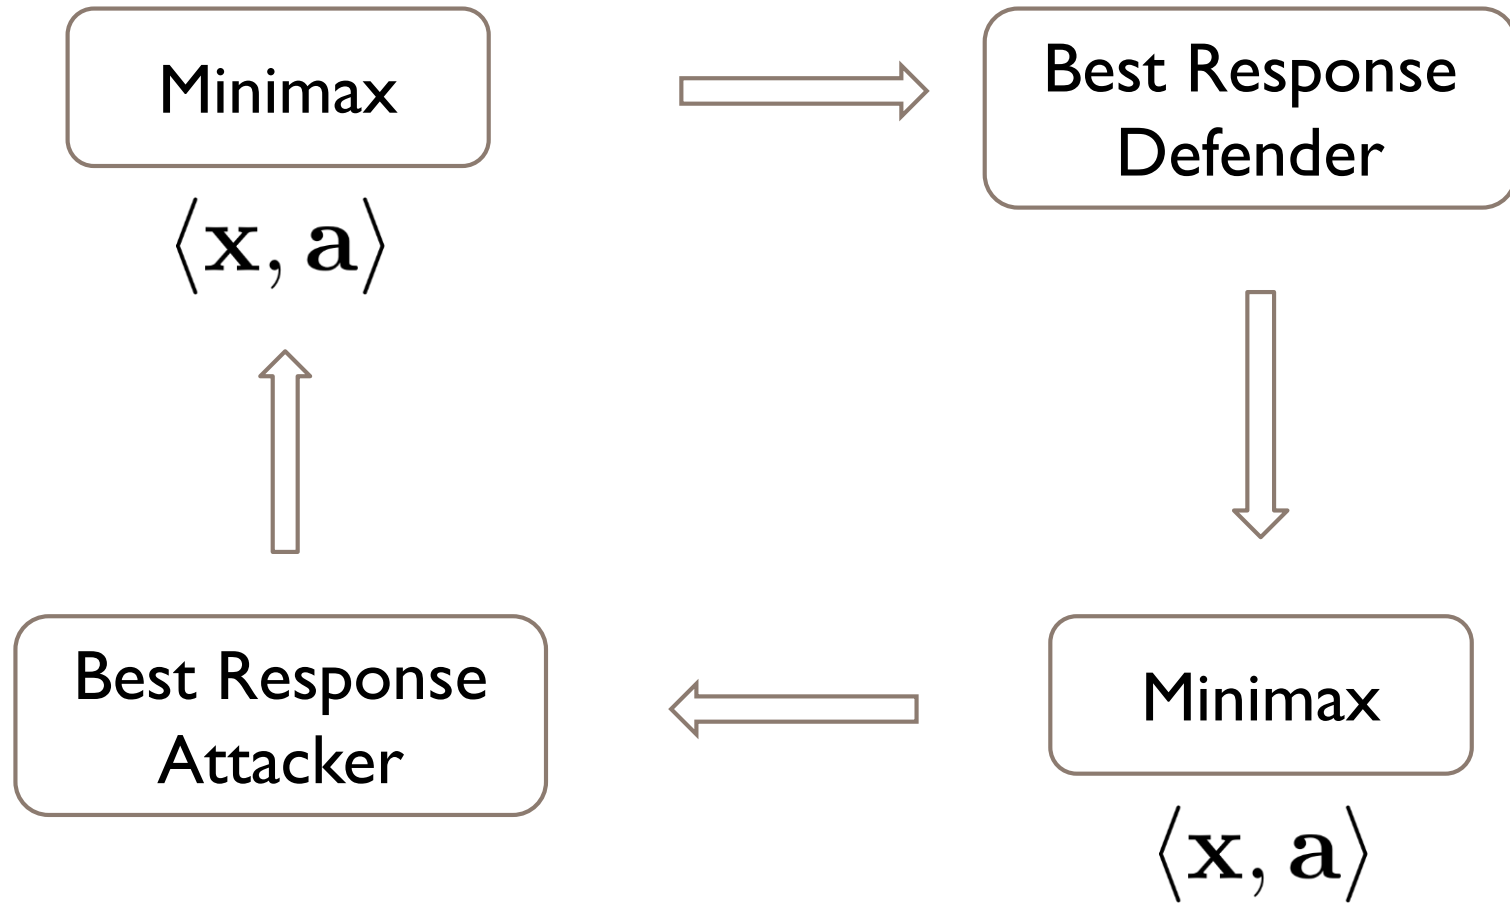 Minimax
⟨x, a⟩
Best Response
Defender
Best Response
Attacker
Minimax
⟨x, a⟩